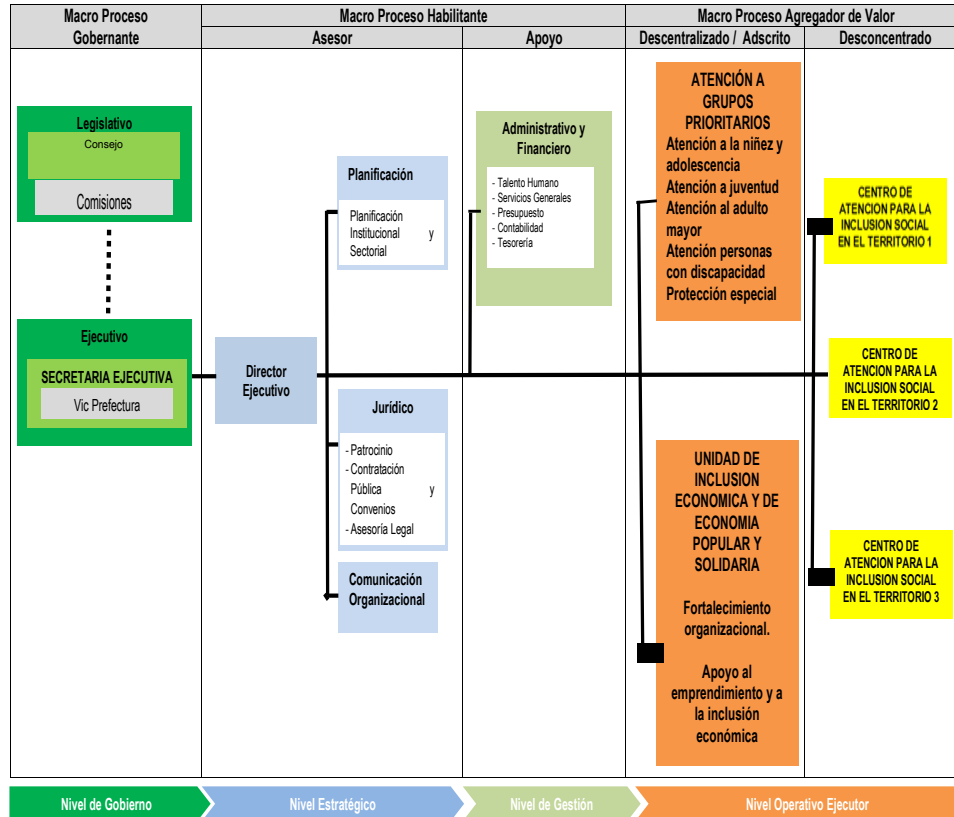 Macro Proceso
Gobernante
Macro Proceso Habilitante
Macro Proceso Agregador de Valor
Asesor
Apoyo
Descentralizado / Adscrito
Desconcentrado
Legislativo
Consejo
Comisiones
Ejecutivo
SECRETARIA EJECUTIVA
Vic Prefectura
Director
Ejecutivo
Planificación
Planificación
Institucional y
Sectorial
Jurídico
- Patrocinio
- Contratación
Pública y
Convenios
- Asesoría Legal
Comunicación
Organizacional
Administrativo y
Financiero
- Talento Humano
- Servicios Generales
- Presupuesto
- Contabilidad
- Tesorería
ATENCIÓN A
GRUPOS
PRIORITARIOS
Atención a la niñez y
adolescencia
Atención a juventud
Atención al adulto
mayor
Atención personas
con discapacidad
Protección especial
UNIDAD DE
INCLUSION
ECONOMICA Y DE
ECONOMIA
POPULAR Y
SOLIDARIA
Fortalecimiento
organizacional.
Apoyo al
emprendimiento y a
la inclusión
económica
CENTRO DE
ATENCION PARA LA
INCLUSION SOCIAL
EN EL TERRITORIO 1
CENTRO DE
ATENCION PARA LA
INCLUSION SOCIAL
EN EL TERRITORIO 2
CENTRO DE
ATENCION PARA LA
INCLUSION SOCIAL
EN EL TERRITORIO 3
Nivel de Gobierno
Nivel Estratégico
Nivel de Gestión
Nivel Operativo Ejecutor